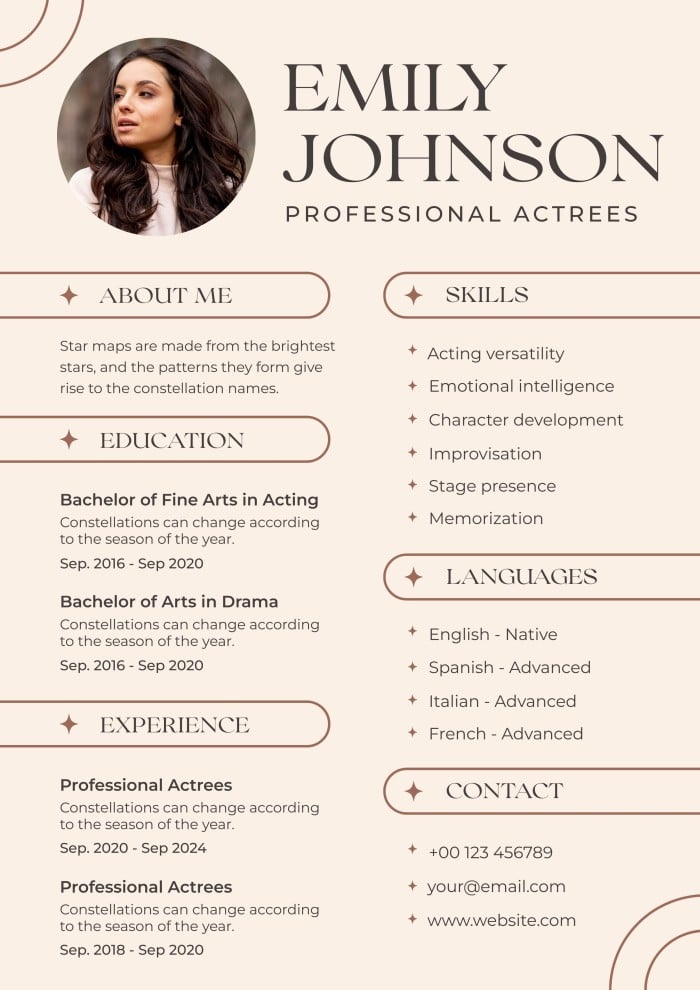 EMILY
JOHNSON
PROFESSIONAL ACTREES
ABOUT ME
Star maps are made from the brightest
stars, and the patterns they form give
rise to the constellation names.
EDUCATION
Bachelor of Fine Arts in Acting
Constellations can change according
to the season of the year.
Sep. 2016 - Sep 2020
Bachelor of Arts in Drama
Constellations can change according
to the season of the year.
Sep. 2016 - Sep 2020
EXPERIENCE
Professional Actrees
Constellations can change according
to the season of the year.
Sep. 2020 - Sep 2024
Professional Actrees
Constellations can change according
to the season of the year.
Sep. 2018 - Sep 2020
SKILLS
Acting versatility
Emotional intelligence
Character development
Improvisation
Stage presence
Memorization
LANGUAGES
English - Native
Spanish - Advanced
Italian - Advanced
French - Advanced
CONTACT
+00 123 456789
your@email.com
www.website.com